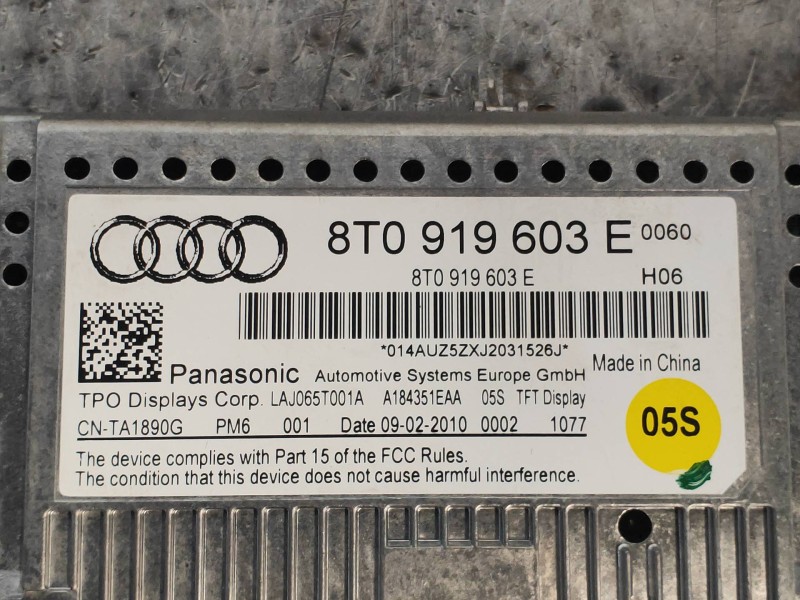 8T0 919 603 E 0060
8T0 919 603 E H06
*014AUZ5ZXJ2031526J*
Panasonic Automotive Systems Europe GmbH Made in China
TPO Displays Corp. LAJ065T001A A184351EAA 05S TFT Display
CN-TA1890G PM6 001 Date 09-02-2010 0002 1077
05S
The device complies with Part 15 of the FCC Rules.
The condition that this device does not cause harmful interference.